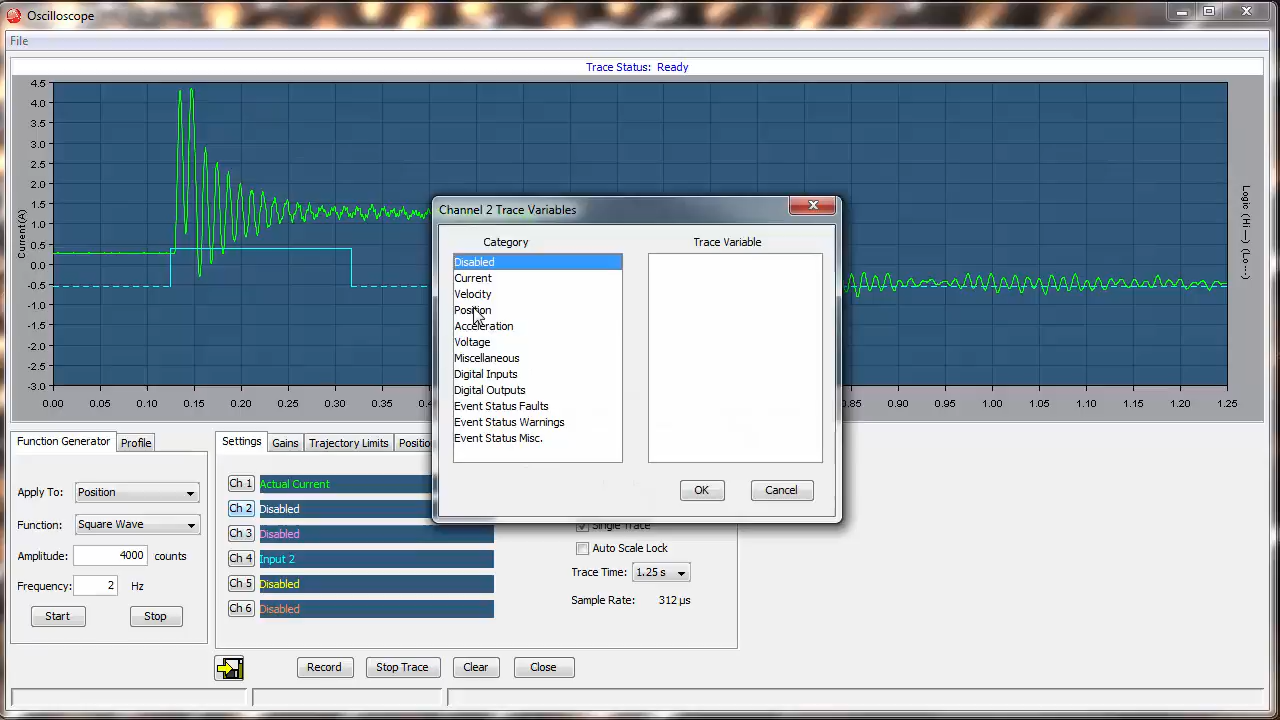 Oscilloscope
File
Trace Status: Ready
4.5
4.0
3.5
3.0
2.5
2.0
1.5
1.0
0.5
0.0
-0.5
-1.0
-1.5
-2.0
-2.5
-3.0
Current(A)
Logic (Hi -) (Lo --)
0.00 0.05 0.10 0.15 0.20 0.25 0.30 0.35 0.85 0.90 0.95 1.00 1.05 1.10 1.15 1.20 1.25
Channel 2 Trace Variables
Category
Trace Variable
Disabled
Current
Velocity
Position
Acceleration
Voltage
Miscellaneous
Digital Inputs
Digital Outputs
Event Status Faults
Event Status Warnings
Event Status Misc.
OK
Cancel
Function Generator
Profile
Apply To: Position
Function: Square Wave
Amplitude: 4000 counts
Frequency: 2 Hz
Start
Stop
Settings
Gains
Trajectory Limits
Positio
Ch 1 Actual Current
Ch 2 Disabled
Ch 3 Disabled
Ch 4 Input 2
Ch 5 Disabled
Ch 6 Disabled
Single Trace
Auto Scale Lock
Trace Time: 1.25 s
Sample Rate: 312 µs
Record
Stop Trace
Clear
Close